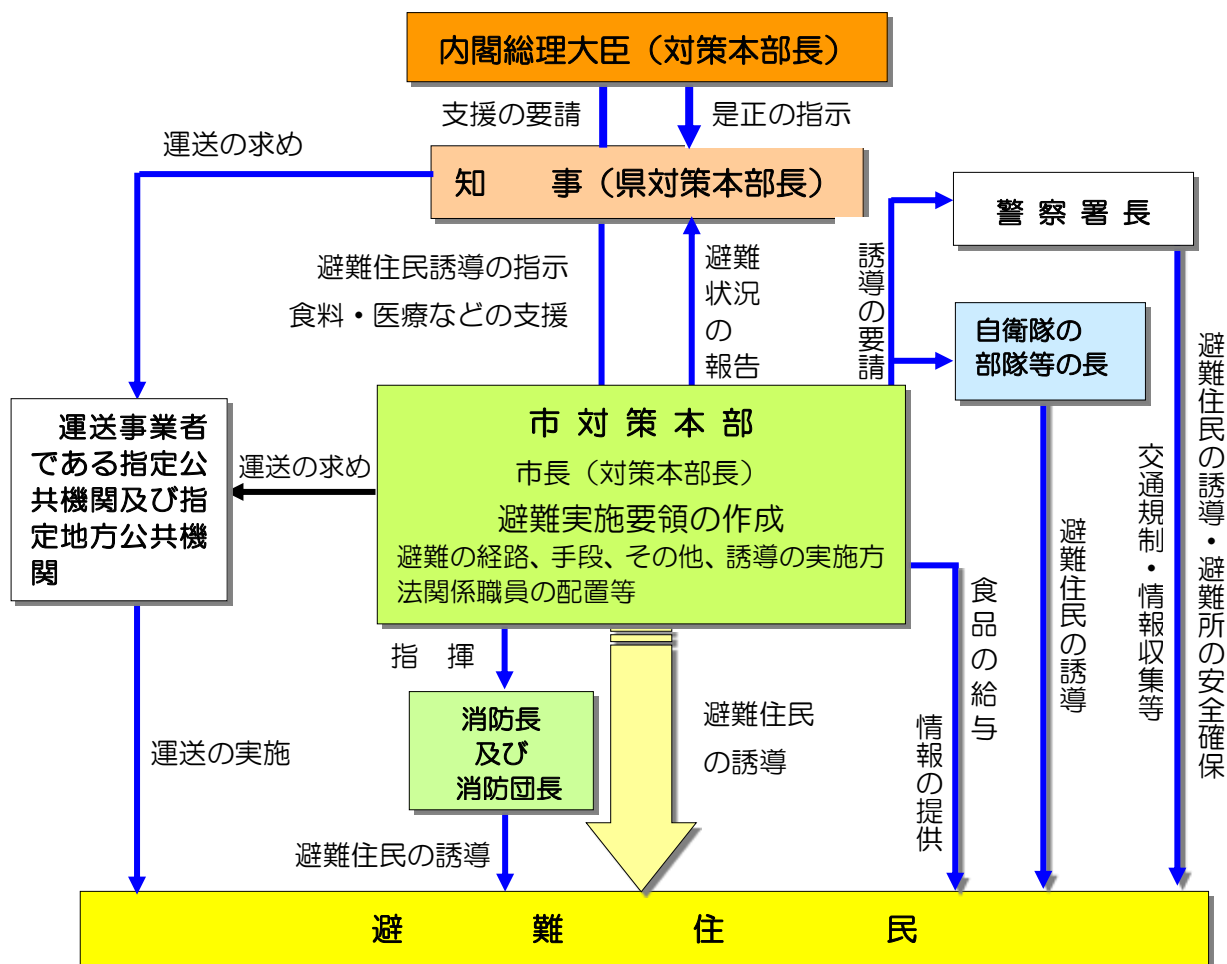 内閣総理大臣（対策本部長）
支援の要請
是正の指示
運送の求め
知　事（県対策本部長）
警察署長
避難住民誘導の指示
食料・医療などの支援
避難
状況
の
報告
誘導の要請
自衛隊の
部隊等の長
避難住民の誘導・避難所の安全確保
交通規制・情報収集等
運送事業者
である指定公
共機関及び指
定地方公共機
関
運送の求め
市対策本部
市長（対策本部長）
避難実施要領の作成
避難の経路、手段、その他、誘導の実施方
法関係職員の配置等
避難住民の誘導
食品の給与
情報の提供
指　揮
消防長
及び
消防団長
避難住民
の誘導
運送の実施
避難住民の誘導
避難住民